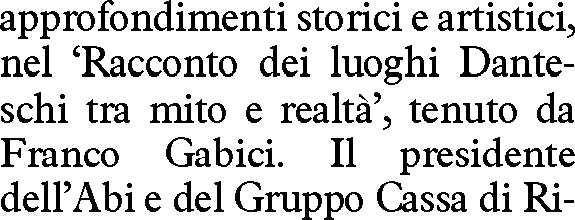 approfondimenti storici e artistici,
nel ‘Racconto dei luoghi Dante-
schi tra mito e realtà’, tenuto da
Franco Gabici. Il presidente
dell’Abi e del Gruppo Cassa di Ri-